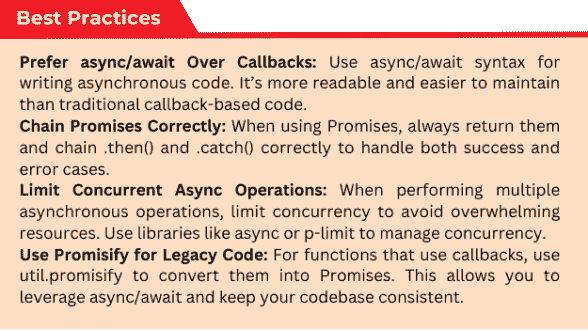 Best Practices
Prefer async/await Over Callbacks: Use async/await syntax for
writing asynchronous code. It's more readable and easier to maintain
than traditional callback-based code.
Chain Promises Correctly: When using Promises, always return them
and chain .then() and .catch() correctly to handle both success and
error cases.
Limit Concurrent Async Operations: When performing multiple
asynchronous operations, limit concurrency to avoid overwhelming
resources. Use libraries like async or p-limit to manage concurrency.
Use Promisify for Legacy Code: For functions that use callbacks, use
util.promisify to convert them into Promises. This allows you to
leverage async/await and keep your codebase consistent.